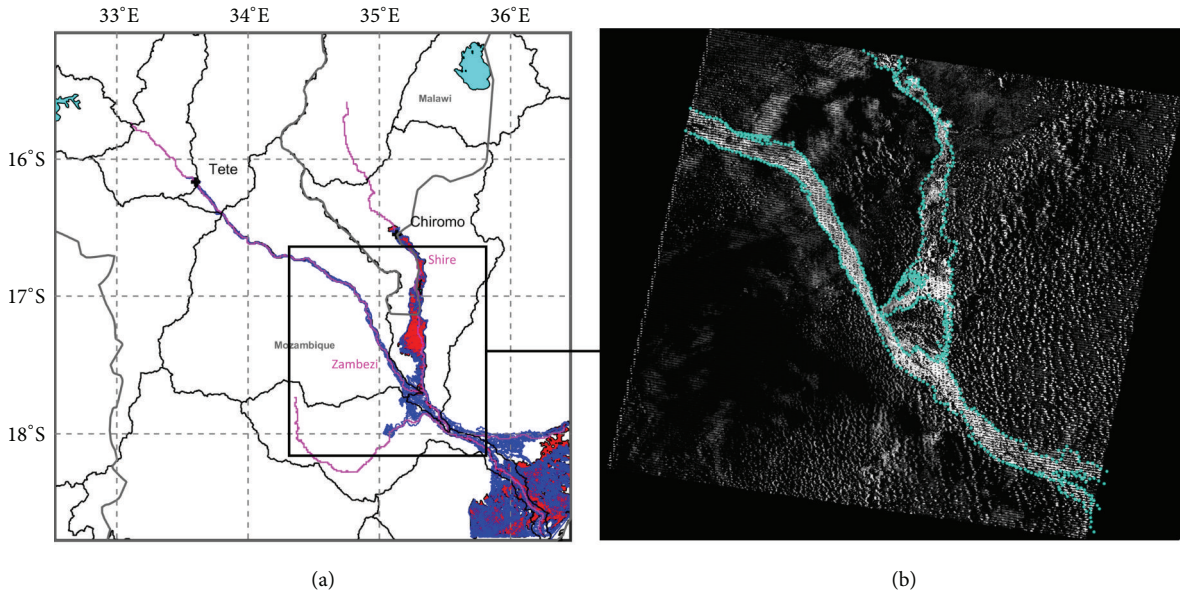 33°E 34°E 35°E 36°E
Malawi
16°S
Tete
Chiromo
Shire
17°S
Mozambique
Zambezi
18°S
(a) (b)